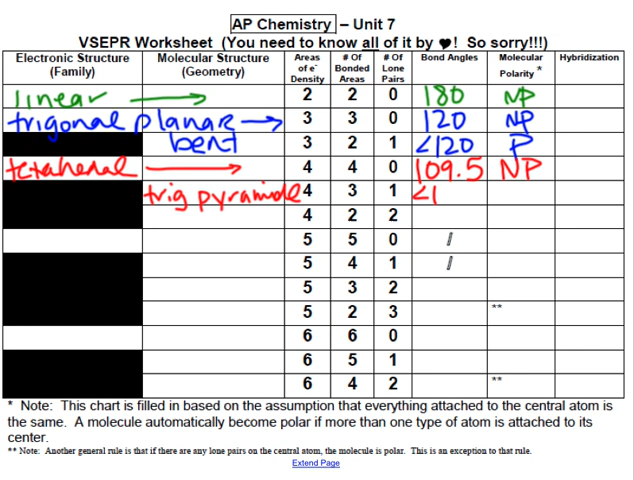 AP Chemistry – Unit 7
VSEPR Worksheet (You need to know all of it by ♥! So sorry!!!)
Electronic Structure (Family) Molecular Structure (Geometry) Areas of e⁻ Density # Of Bonded Areas # Of Lone Pairs Bond Angles Molecular Polarity * Hybridization
linear → 2 2 0 180 NP
trigonal planar → 3 3 0 120 NP
bent 3 2 1 <120 P
tetahedal → 4 4 0 109.5 NP
trig pyramide 4 3 1 <1
4 2 2
5 5 0 /
5 4 1 /
5 3 2
5 2 3 **
6 6 0
6 5 1
6 4 2 **
* Note: This chart is filled in based on the assumption that everything attached to the central atom is
the same. A molecule automatically become polar if more than one type of atom is attached to its
center.
** Note: Another general rule is that if there are any lone pairs on the central atom, the molecule is polar. This is an exception to that rule.
Extend Page